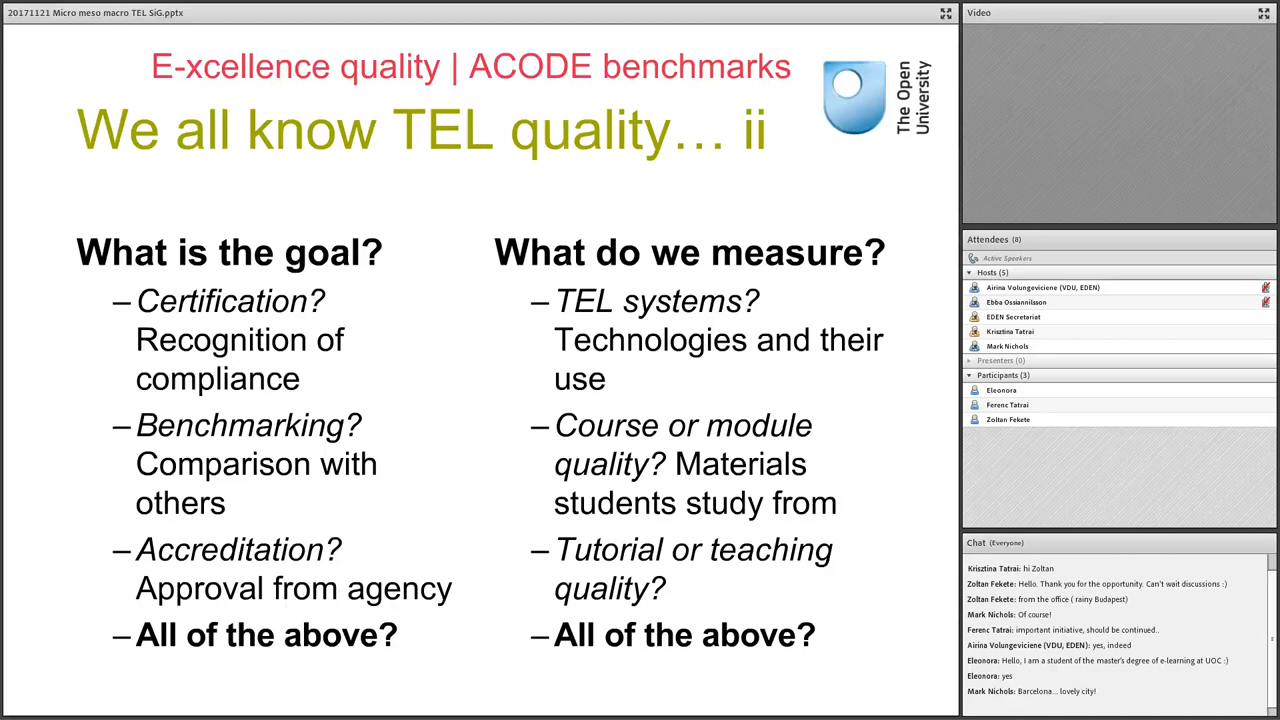 20171121 Micro meso macro TEL SiG.pptx
E-xcellence quality | ACODE benchmarks
We all know TEL quality… ii
The Open
University
What is the goal?
–Certification?
Recognition of
compliance
–Benchmarking?
Comparison with
others
–Accreditation?
Approval from agency
–All of the above?
What do we measure?
–TEL systems?
Technologies and their
use
–Course or module
quality? Materials
students study from
–Tutorial or teaching
quality?
–All of the above?
Video
Attendees (8)
Active Speakers
Hosts (5)
Airina Volungeviciene (VDU, EDEN)
Ebba Ossiannilsson
EDEN Secretariat
Krisztina Tatrai
Mark Nichols
Presenters (0)
Participants (3)
Eleonora
Ferenc Tatrai
Zoltan Fekete
Chat (Everyone)
Krisztina Tatrai: hi Zoltan
Zoltan Fekete: Hello. Thank you for the opportunity. Can't wait discussions :)
Zoltan Fekete: from the office ( rainy Budapest)
Mark Nichols: Of course!
Ferenc Tatrai: important initiative, should be continued..
Airina Volungeviciene (VDU, EDEN): yes, indeed
Eleonora: Hello, I am a student of the master's degree of e-learning at UOC :)
Eleonora: yes
Mark Nichols: Barcelona... lovely city!